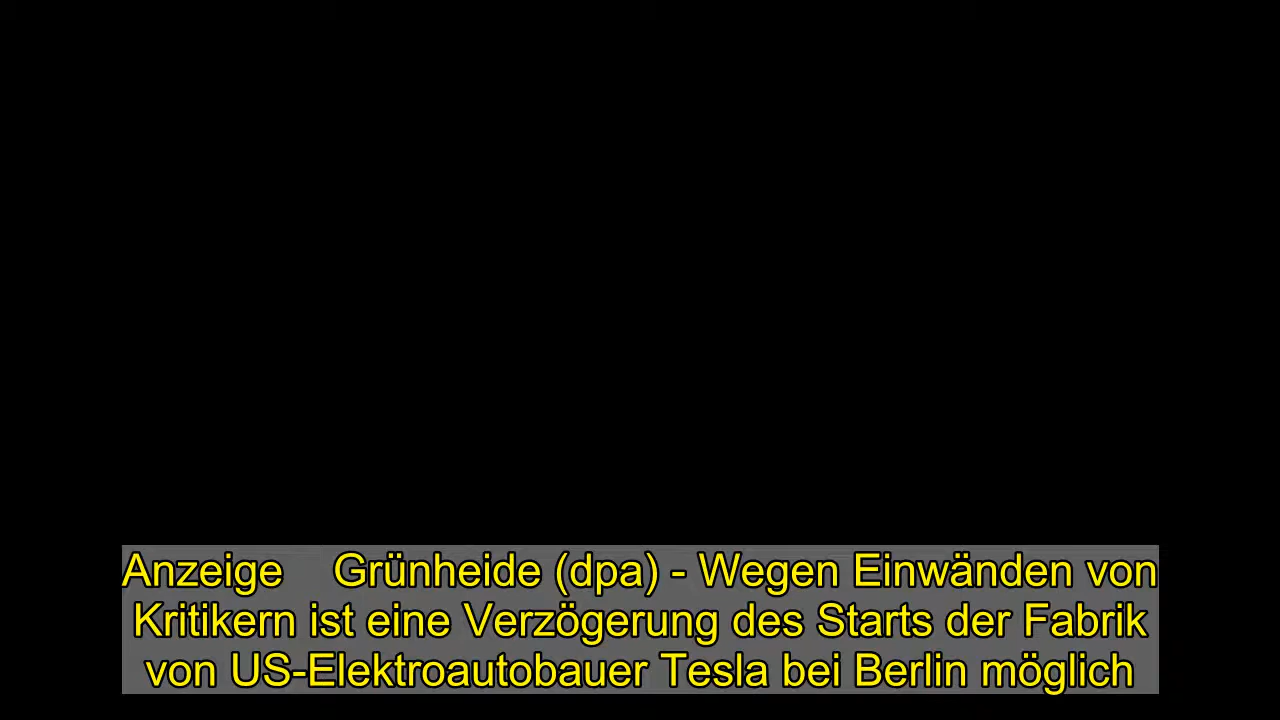 Anzeige    Grünheide (dpa) - Wegen Einwänden von
Kritikern ist eine Verzögerung des Starts der Fabrik
von US-Elektroautobauer Tesla bei Berlin möglich